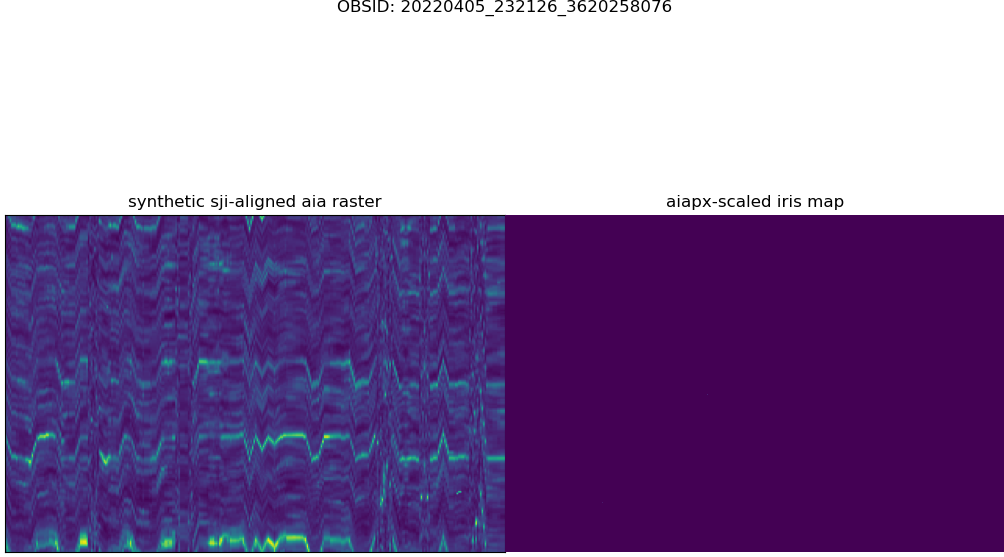 OBSID: 20220405_232126_3620258076
synthetic sji-aligned aia raster
aiapx-scaled iris map